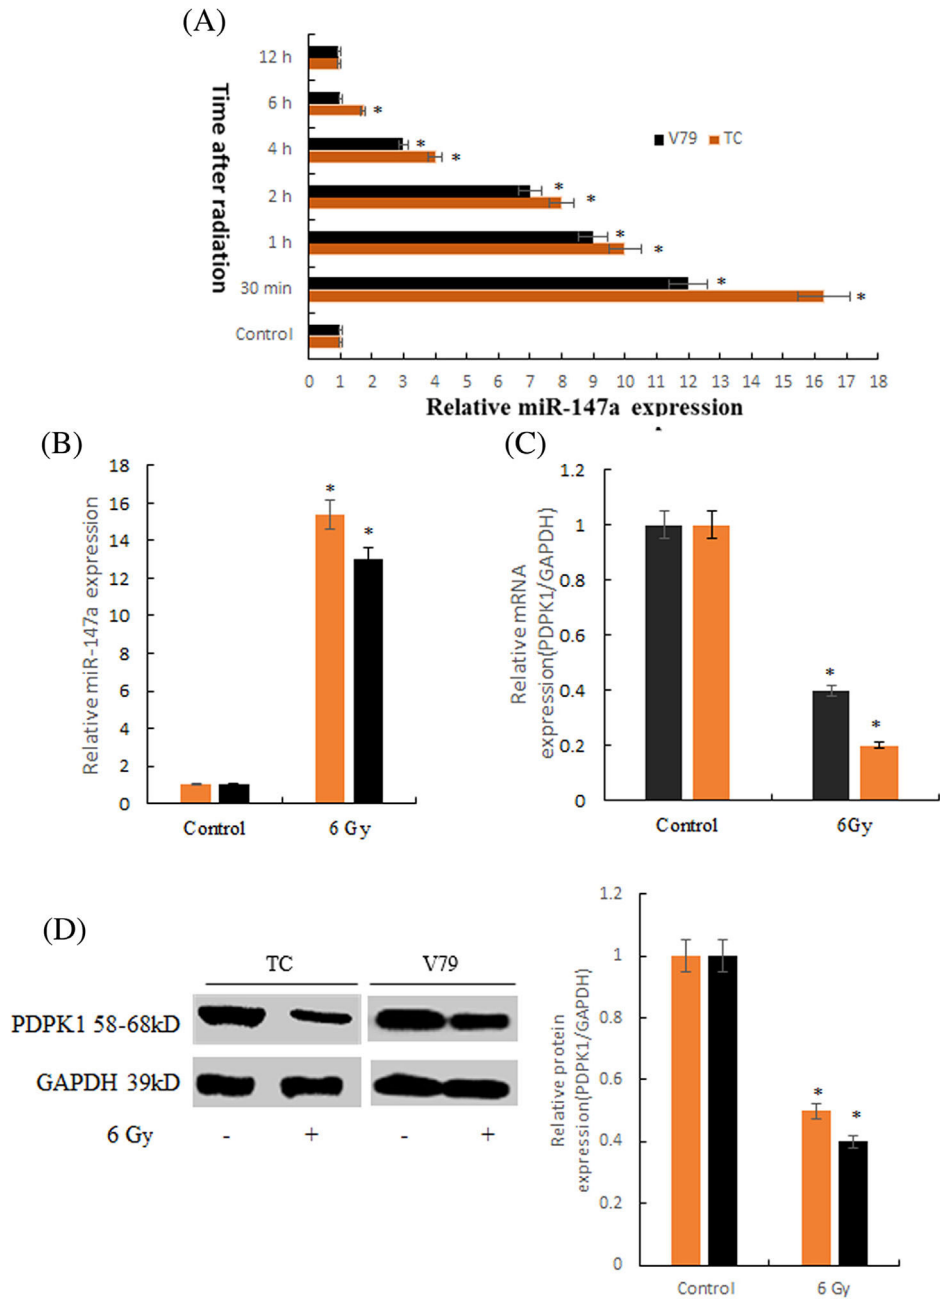 (A)
Time after radiation
12 h
*
6 h
*
4 h
*
V79 TC
*
2 h
*
*
1 h
*
*
30 min
*
*
Control
0 1 2 3 4 5 6 7 8 9 10 11 12 13 14 15 16 17 18
Relative miR-147a expression
(B)
Relative miR-147a expression
18
16
14
12
10
8
6
4
2
0
*
*
Control 6 Gy
(C)
Relative mRNA
expression(PDPK1/GAPDH)
1.2
1
0.8
0.6
0.4
0.2
0
*
*
Control 6Gy
(D)
TC V79
PDPK1 58-68kD
GAPDH 39kD
6 Gy - + - +
Relative protein
expression(PDPK1/GAPDH)
1.2
1
0.8
0.6
0.4
0.2
0
*
*
Control 6 Gy